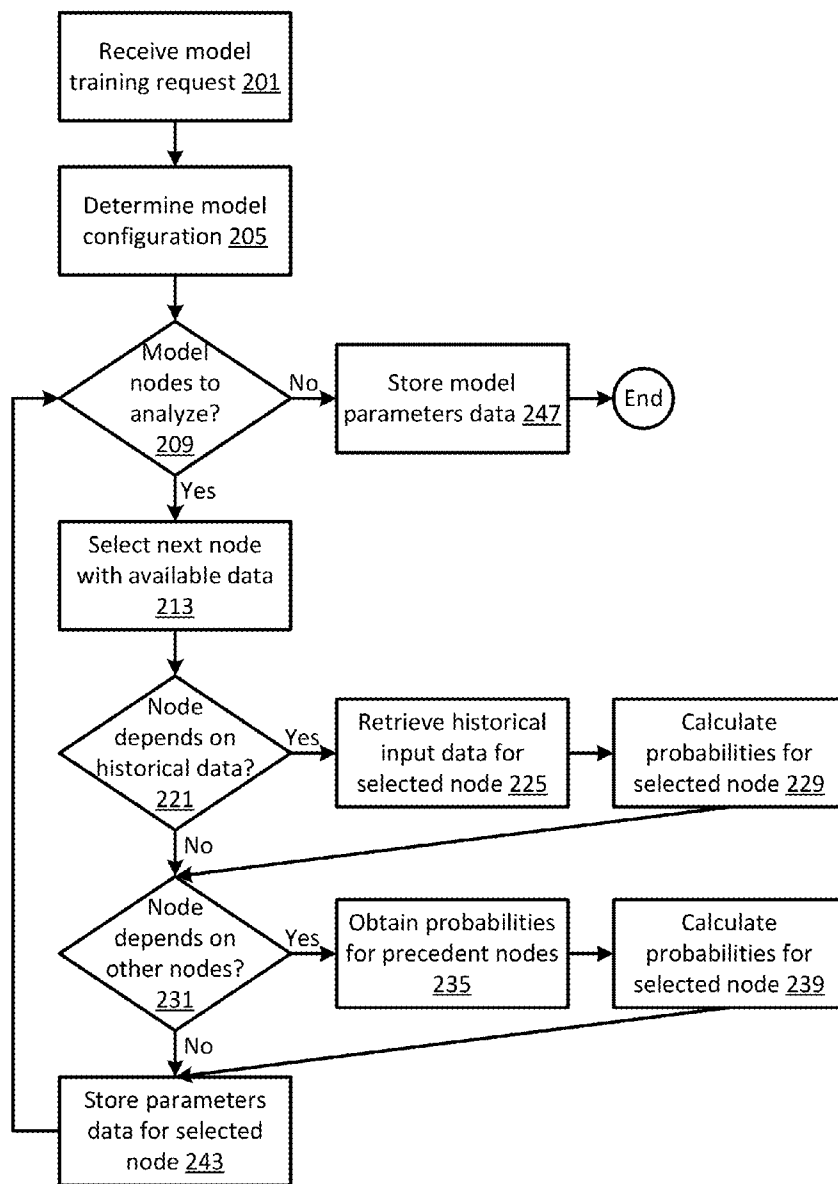 Receive model
training request 201
Determine model
configuration 205
Model
nodes to
analyze?
209
No
Store model
parameters data 247
End
Yes
Select next node
with available data
213
Node
depends on
historical data?
221
Yes
Retrieve historical
input data for
selected node 225
Calculate
probabilities for
selected node 229
No
Node
depends on
other nodes?
231
Yes
Obtain probabilities
for precedent nodes
235
Calculate
probabilities for
selected node 239
No
Store parameters
data for selected
node 243